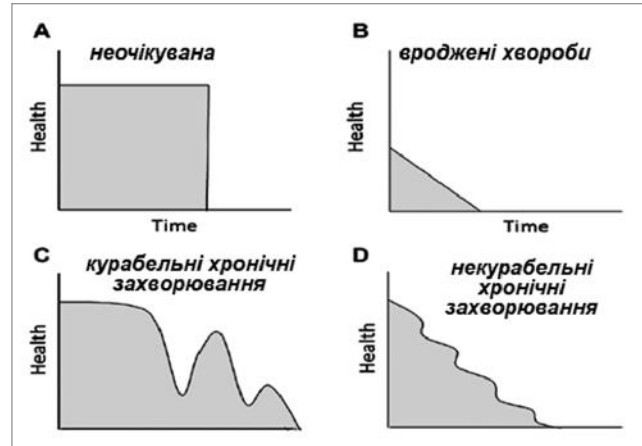 A
неочікувана
Health
Time
B
вроджені хвороби
Health
Time
C
курабельні хронічні
захворювання
Health
D
некурабельні
хронічні
захворювання
Health